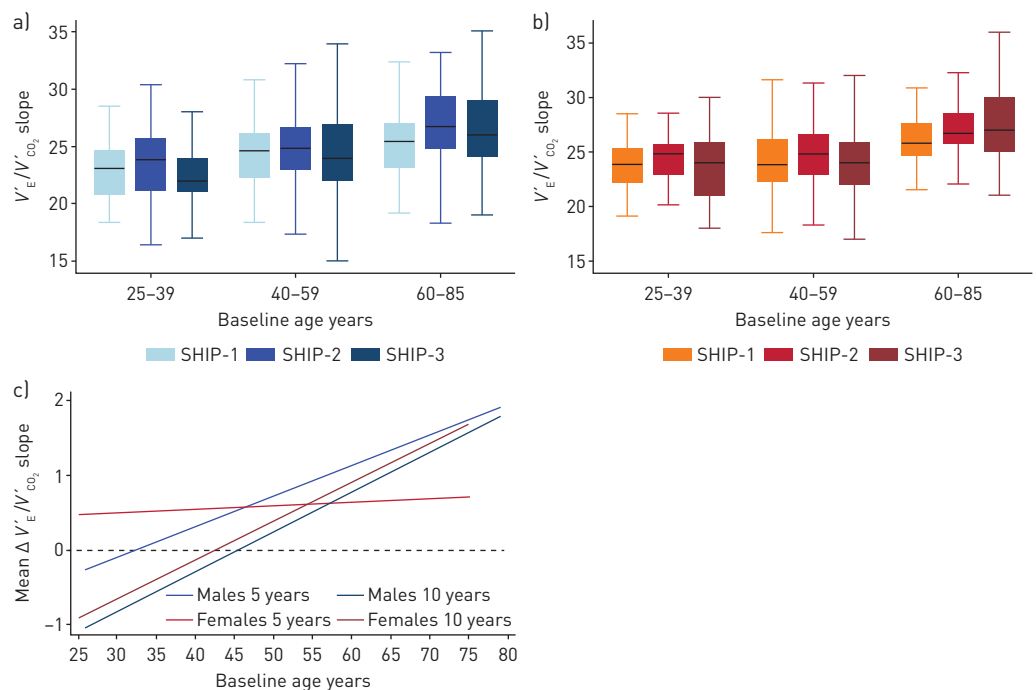 a)
35
30
25
20
15
V′E/V′CO2 slope
25–39
40–59
60–85
Baseline age years
SHIP-1 SHIP-2 SHIP-3
b)
35
30
25
20
15
V′E/V′CO2 slope
25–39
40–59
60–85
Baseline age years
SHIP-1 SHIP-2 SHIP-3
c)
2
1
0
–1
Mean Δ V′E/V′CO2 slope
Males 5 years Males 10 years
Females 5 years Females 10 years
25 30 35 40 45 50 55 60 65 70 75 80
Baseline age years